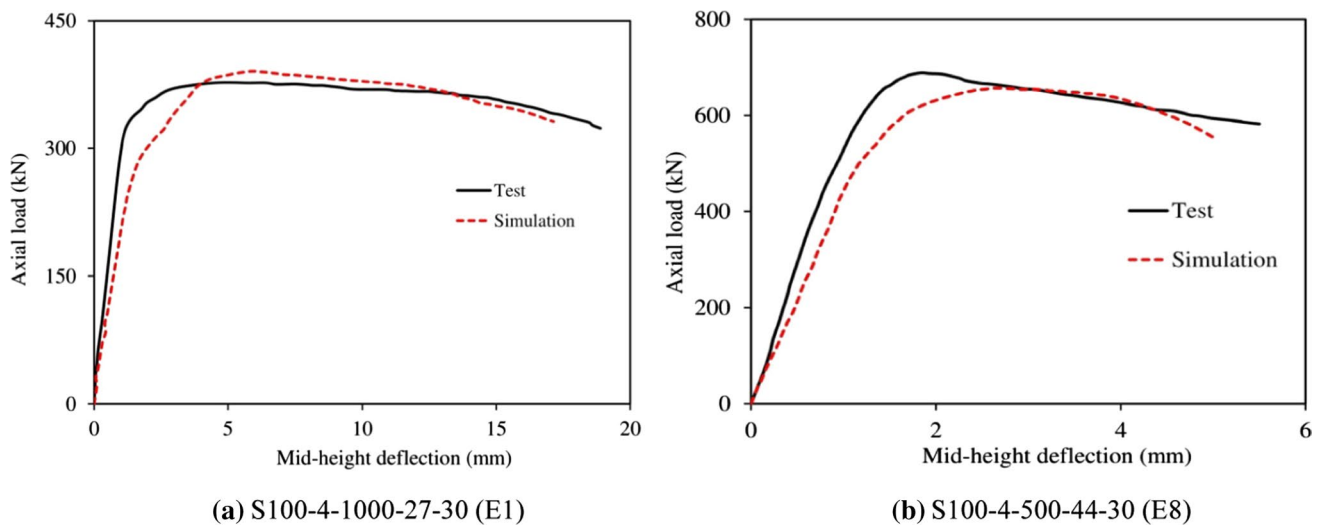 450
300
150
0
0
5
10
15
20
Axial load (kN)
Mid-height deflection (mm)
Test
Simulation
(a) S100-4-1000-27-30 (E1)
800
600
400
200
0
0
2
4
6
Axial load (kN)
Mid-height deflection (mm)
Test
Simulation
(b) S100-4-500-44-30 (E8)